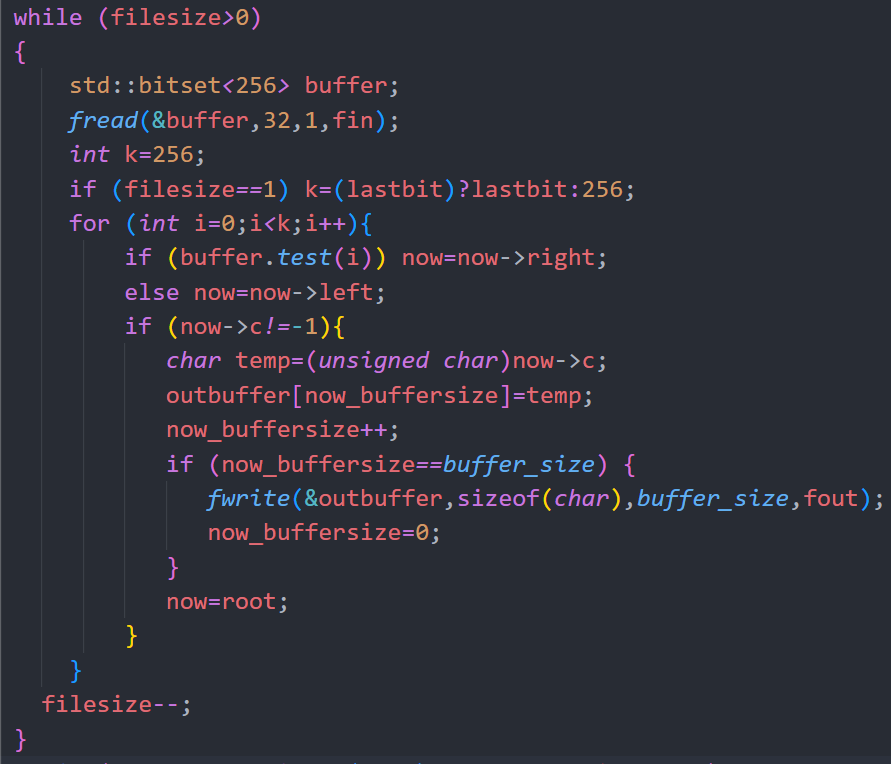 while (filesize>0)
{
    std::bitset<256> buffer;
    fread(&buffer,32,1,fin);
    int k=256;
    if (filesize==1) k=(lastbit)?lastbit:256;
    for (int i=0;i<k;i++){
        if (buffer.test(i)) now=now->right;
        else now=now->left;
        if (now->c!=-1){
           char temp=(unsigned char)now->c;
           outbuffer[now_buffersize]=temp;
           now_buffersize++;
           if (now_buffersize==buffer_size) {
              fwrite(&outbuffer,sizeof(char),buffer_size,fout);
              now_buffersize=0;
           }
           now=root;
        }
    }
  filesize--;
}